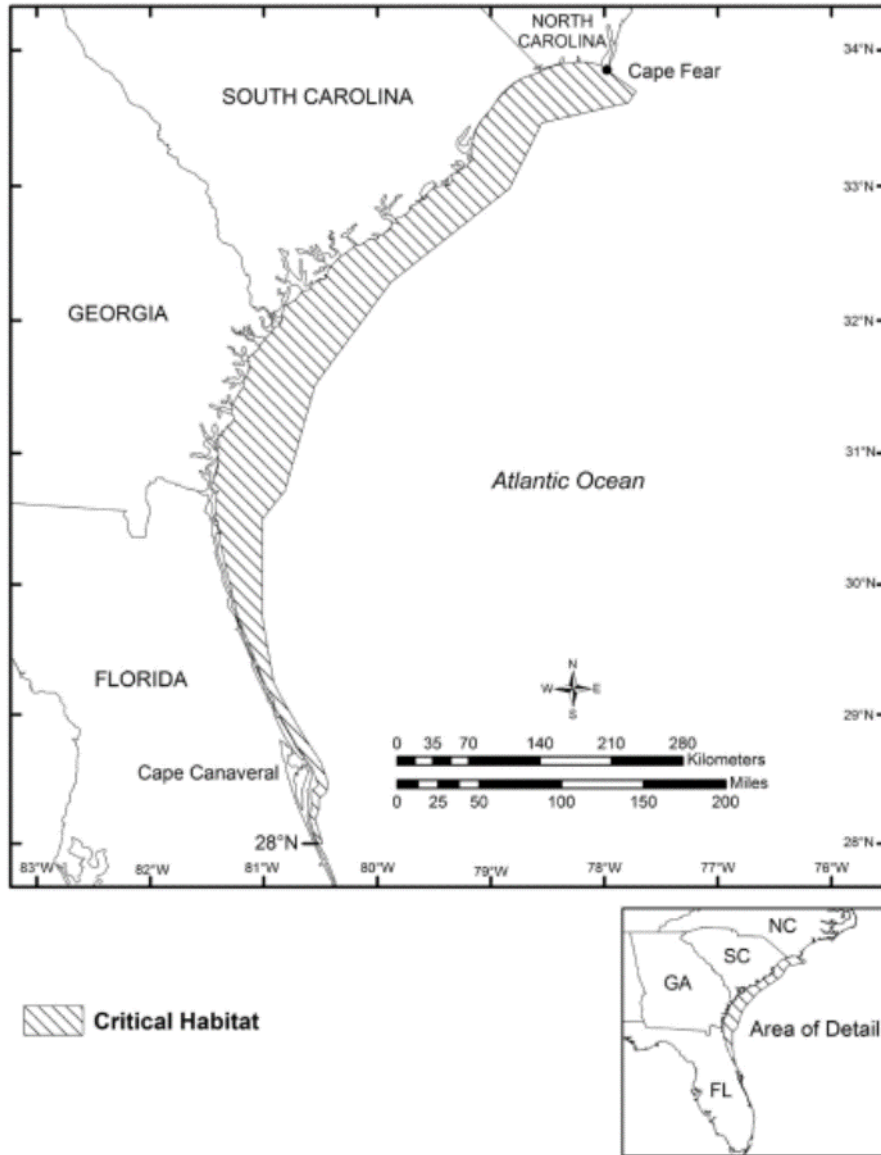 NORTH
CAROLINA
34°N
Cape Fear
SOUTH CAROLINA
33°N
GEORGIA
32°N
31°N
Atlantic Ocean
30°N
FLORIDA
N
W E
S
29°N
0 35 70 140 210 280
Kilometers
Cape Canaveral
Miles
0 25 50 100 150 200
28°N
28°N
83°W 82°W 81°W 80°W 79°W 78°W 77°W 76°W
NC
SC
GA
Critical Habitat
Area of Detail
FL